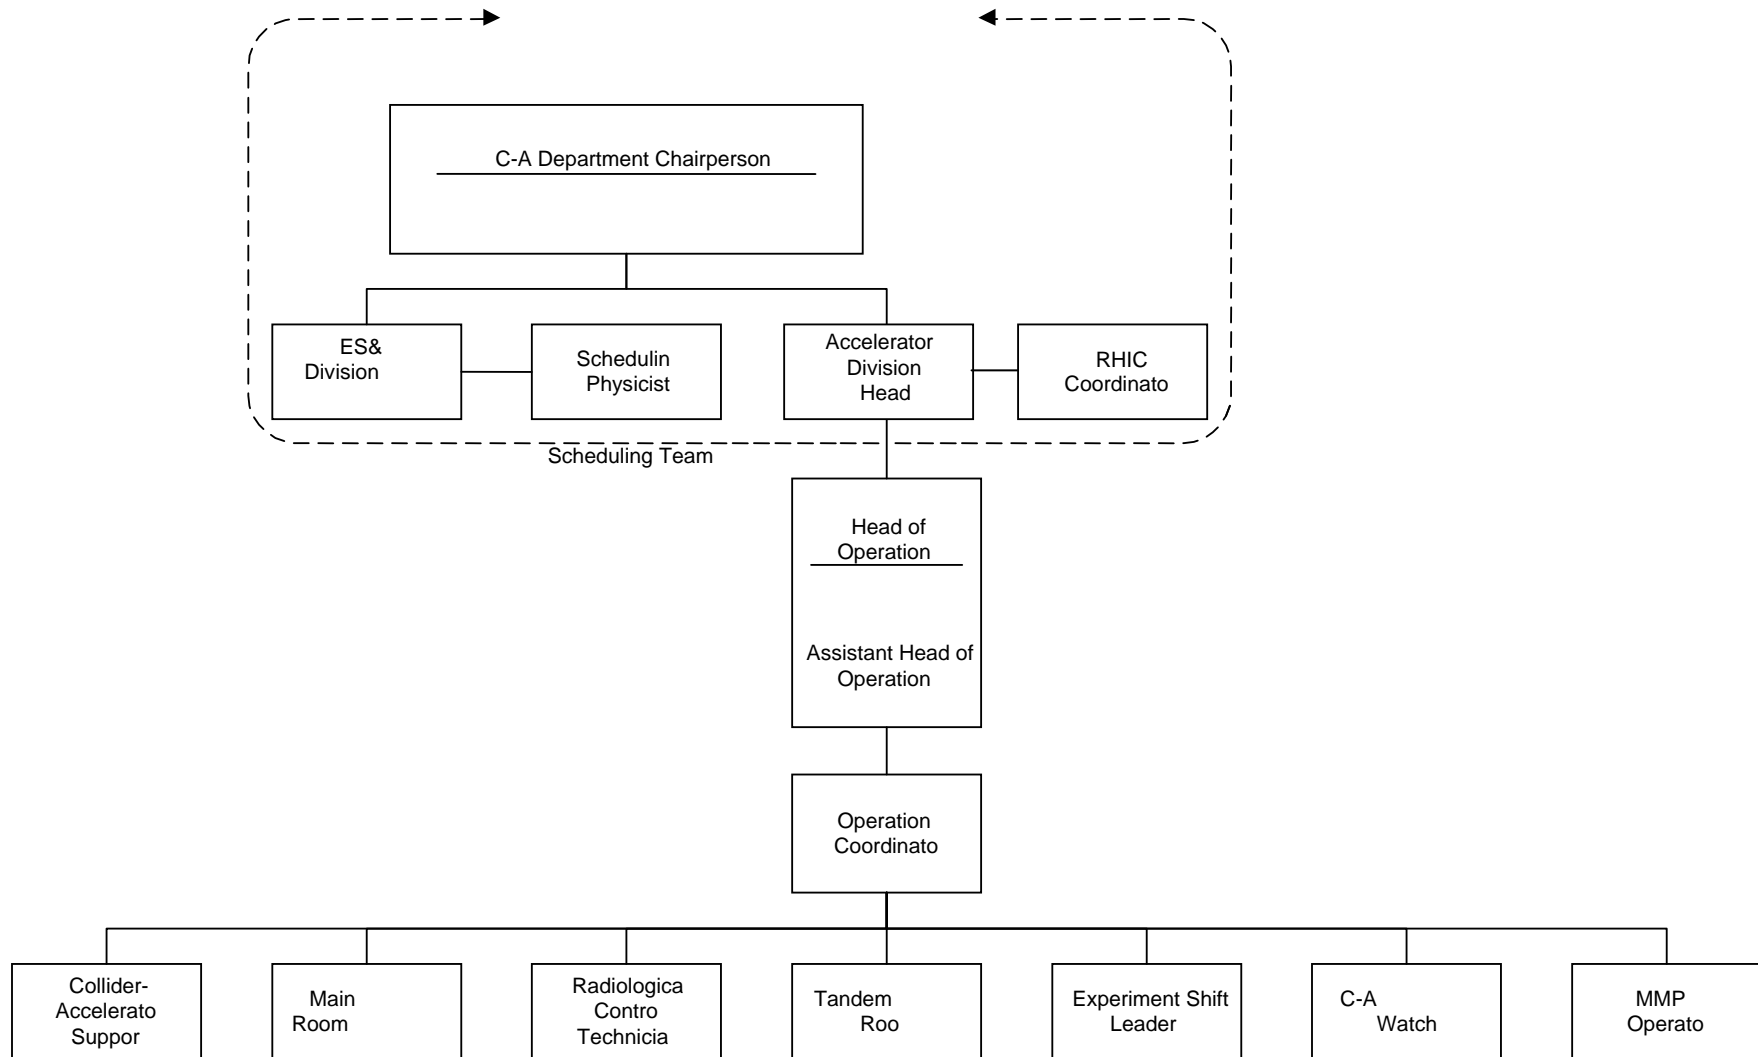 C-A Department Chairperson
ES&
Division
Schedulin
Physicist
Accelerator
Division
Head
RHIC
Coordinato
Scheduling Team
Head of
Operation
Assistant Head of
Operation
Operation
Coordinato
Collider-
Accelerato
Suppor
Main
Room
Radiologica
Contro
Technicia
Tandem
Roo
Experiment Shift
Leader
C-A
Watch
MMP
Operato